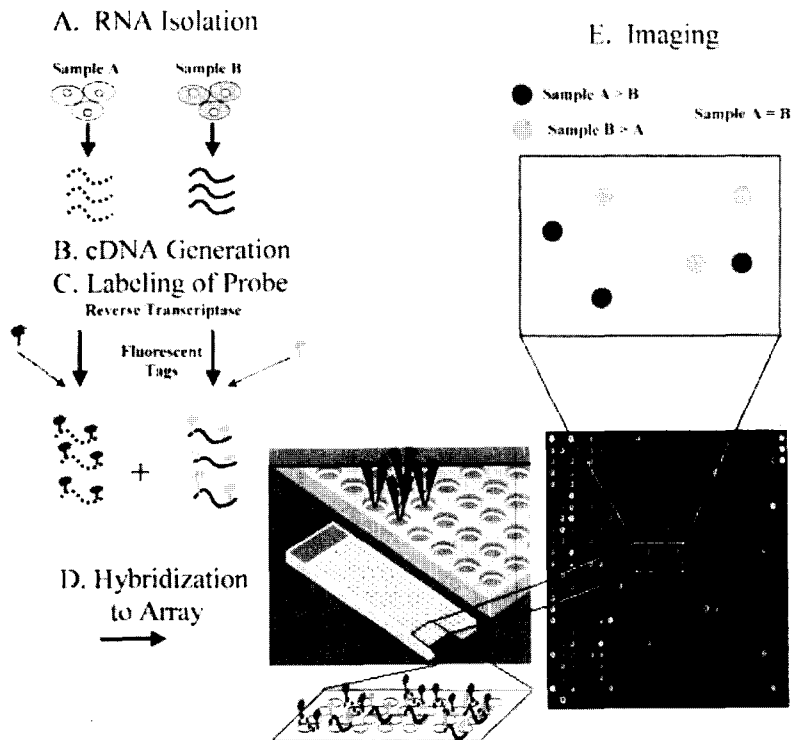 A. RNA Isolation
Sample A
Sample B
B. cDNA Generation
C. Labeling of Probe
Reverse Transcriptase
Fluorescent
Tags
+
D. Hybridization
to Array
E. Imaging
Sample A > B
Sample B > A
Sample A = B